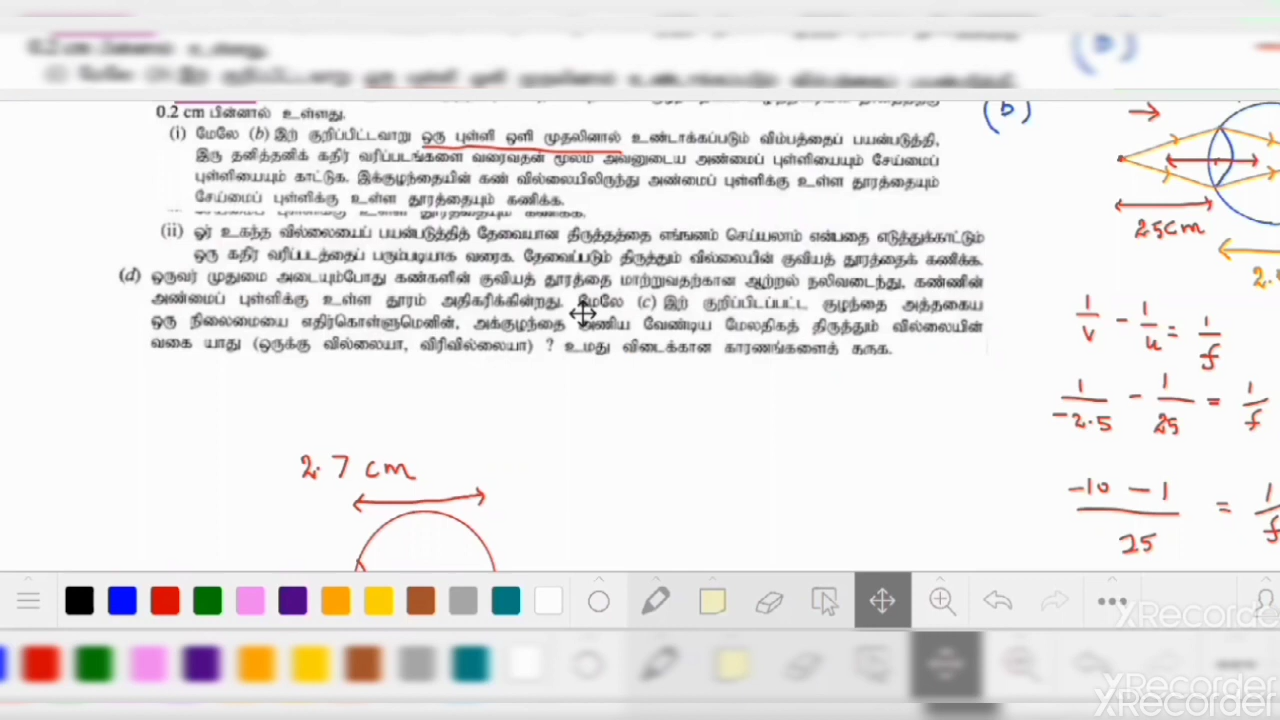 0.2 cm பின்னால் உள்ளது.
(b)
(i) மேலே (b) இற் குறிப்பிட்டவாறு ஒரு புள்ளி ஒளி முதலினால் உண்டாக்கப்படும் விம்பத்தைப் பயன்படுத்தி,
இரு தனித்தனிக் கதிர் வரிப்படங்களை வரைவதன் மூலம் அவனுடைய அண்மைப் புள்ளியையும் சேய்மைப்
புள்ளியையும் காட்டுக. இக்குழந்தையின் கண் வில்லையிலிருந்து அண்மைப் புள்ளிக்கு உள்ள தூரத்தையும்
சேய்மைப் புள்ளிக்கு உள்ள தூரத்தையும் கணிக்க.
(ii) ஓர் உகந்த வில்லையைப் பயன்படுத்தித் தேவையான திருத்தத்தை எங்ஙனம் செய்யலாம் என்பதை எடுத்துக்காட்டும்
ஒரு கதிர் வரிப்படத்தைப் பரும்படியாக வரைக. தேவைப்படும் திருத்தும் வில்லையின் குவியத் தூரத்தைக் கணிக்க.
(d) ஒருவர் முதுமை அடையும்போது கண்களின் குவியத் தூரத்தை மாற்றுவதற்கான ஆற்றல் நலிவடைந்து, கண்ணின்
அண்மைப் புள்ளிக்கு உள்ள தூரம் அதிகரிக்கின்றது. மேலே (c) இற் குறிப்பிடப்பட்ட குழந்தை அத்தகைய
ஒரு நிலைமையை எதிர்கொள்ளுமெனின், அக்குழந்தை அணிய வேண்டிய மேலதிகத் திருத்தும் வில்லையின்
வகை யாது (ஒருக்கு வில்லையா, விரிவில்லையா) ? உமது விடைக்கான காரணங்களைத் தருக.
25cm
2.
1/v - 1/u = 1/f
1/-2.5 - 1/25 = 1/f
-10 - 1 / 25 = 1/f
2.7 cm
XRecorder
XRecorder
XRecorder